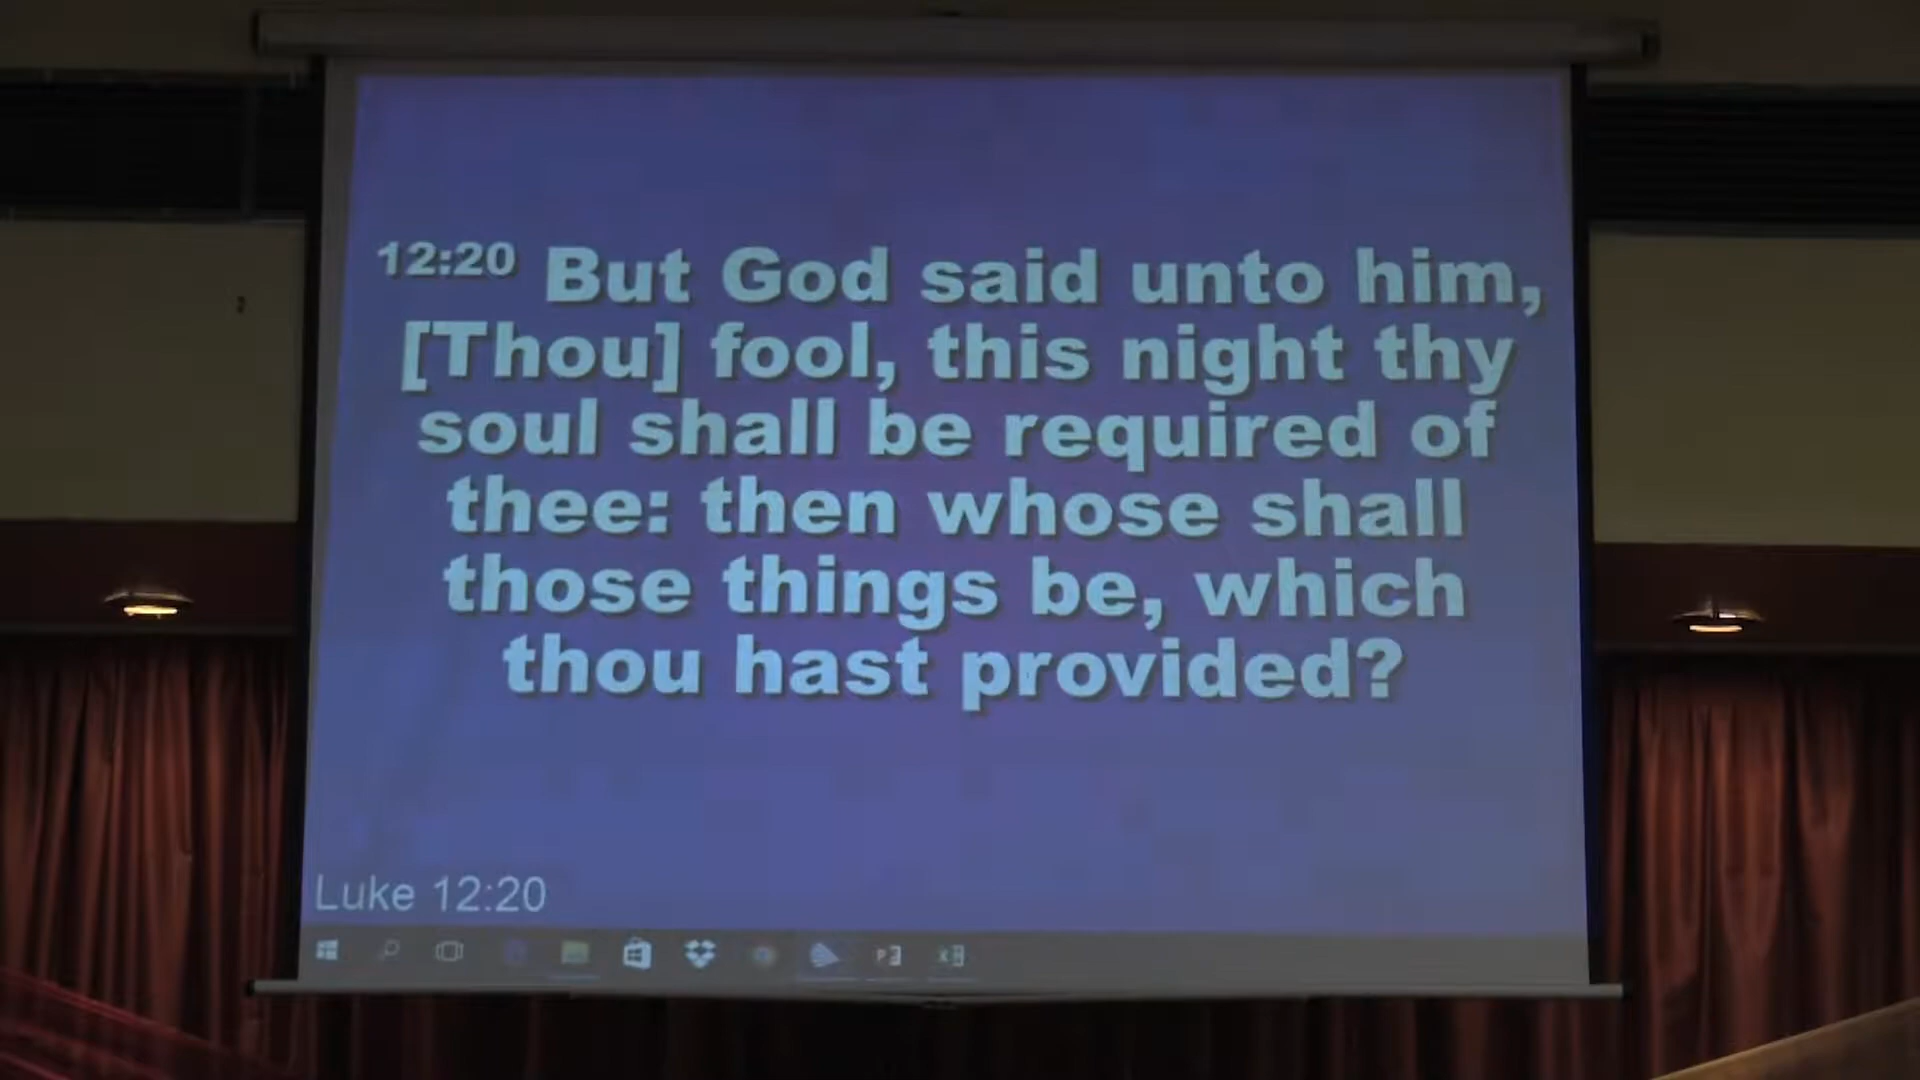 12:20 But God said unto him,
[Thou] fool, this night thy
soul shall be required of
thee: then whose shall
those things be, which
thou hast provided?
Luke 12:20